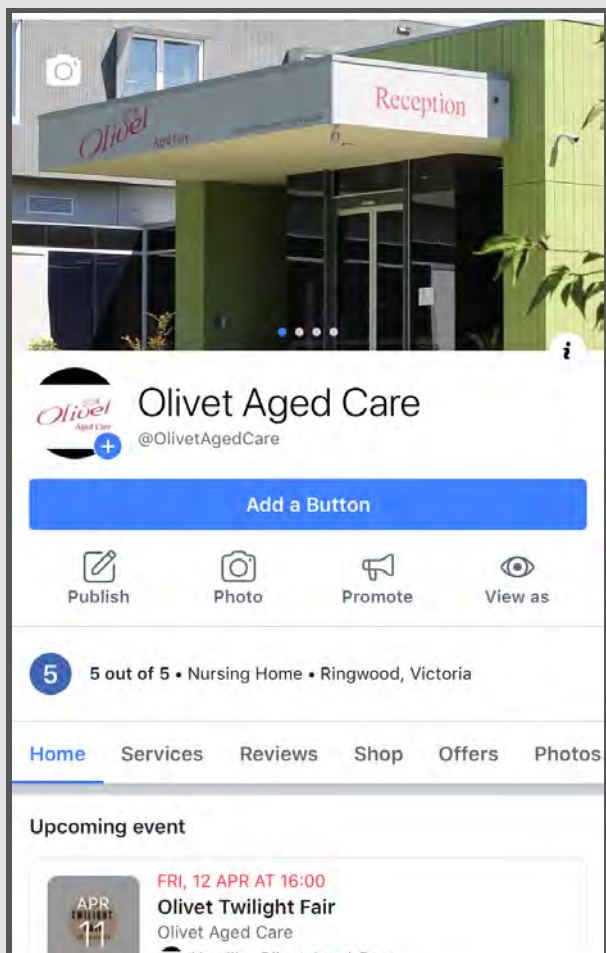 Reception
Olivet
Aged Care
Olivet
Aged Care
Olivet Aged Care
@OlivetAgedCare
Add a Button
Publish Photo Promote View as
5 5 out of 5 • Nursing Home • Ringwood, Victoria
Home Services Reviews Shop Offers Photos
Upcoming event
FRI, 12 APR AT 16:00
APR
11
TWILIGHT
Olivet Twilight Fair
Olivet Aged Care